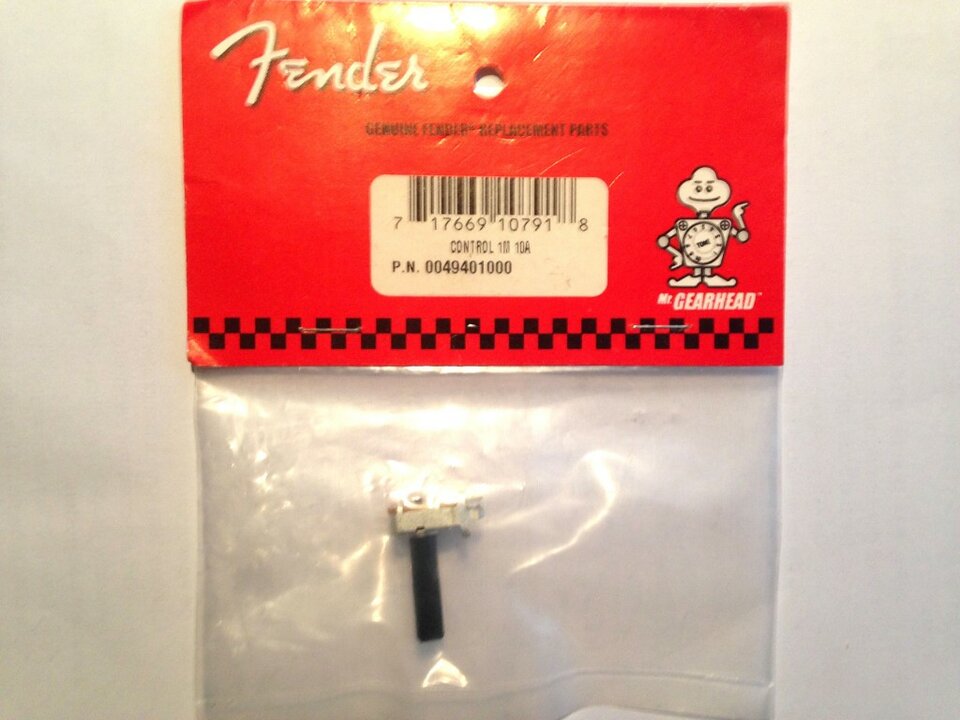 Fender
GENUINE FENDER® REPLACEMENT PARTS
7 17669 10791 8
CONTROL 1M 10A
P.N. 0049401000
TONE
Mr. GEARHEAD™